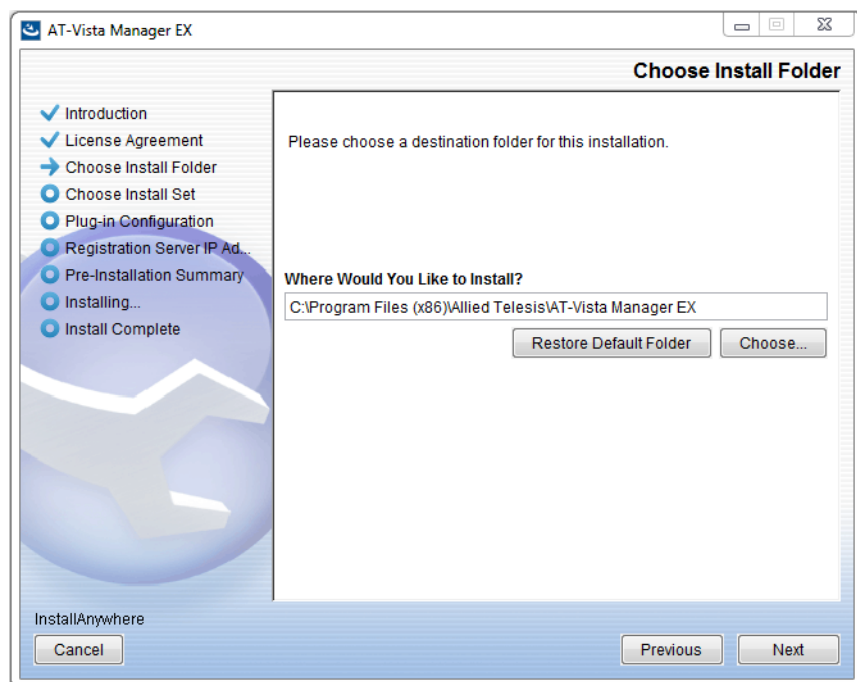 AT-Vista Manager EX
Choose Install Folder
Introduction
License Agreement
Choose Install Folder
Choose Install Set
Plug-in Configuration
Registration Server IP Ad...
Pre-Installation Summary
Installing...
Install Complete
Please choose a destination folder for this installation.
Where Would You Like to Install?
C:\Program Files (x86)\Allied Telesis\AT-Vista Manager EX
Restore Default Folder
Choose...
InstallAnywhere
Cancel
Previous
Next